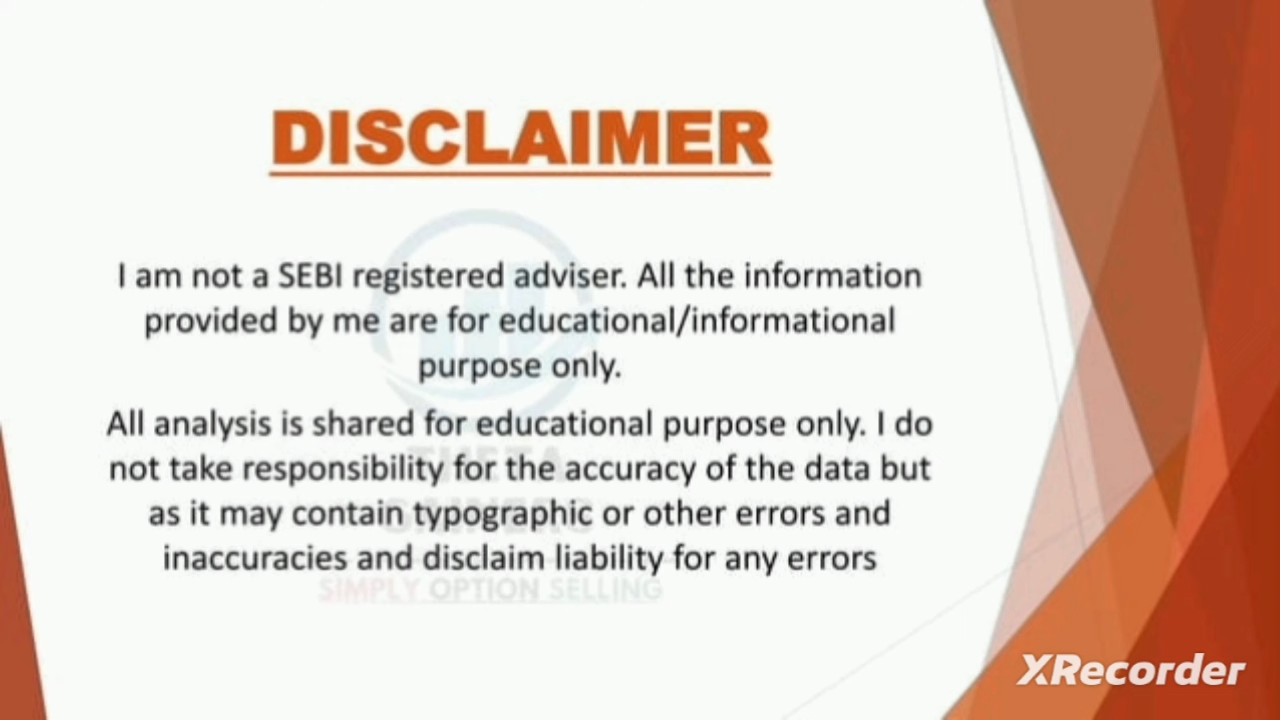 DISCLAIMER
I am not a SEBI registered adviser. All the information
provided by me are for educational/informational
purpose only.
All analysis is shared for educational purpose only. I do
not take responsibility for the accuracy of the data but
as it may contain typographic or other errors and
inaccuracies and disclaim liability for any errors
THETA
GAINERS
SIMPLY OPTION SELLING
XRecorder